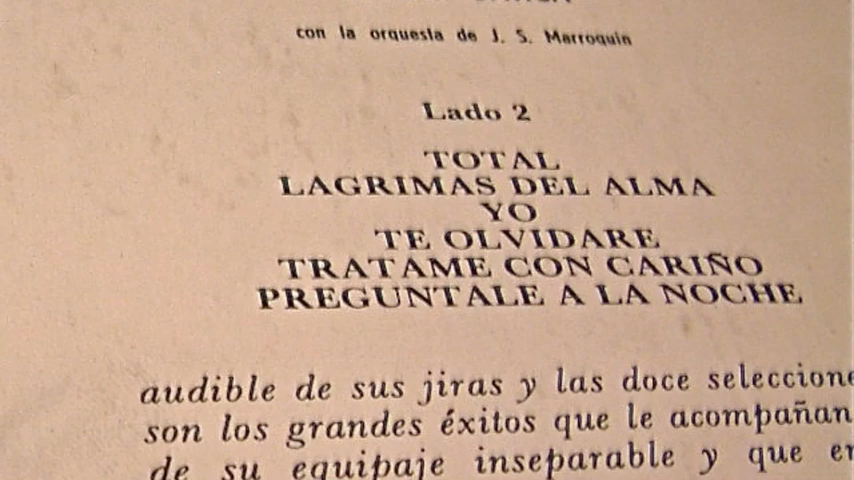 con la orquesta de J. S. Marroquin
Lado 2
TOTAL
LAGRIMAS DEL ALMA
YO
TE OLVIDARE
TRATAME CON CARIÑO
PREGUNTALE A LA NOCHE
audible de sus jiras y las doce seleccione
son los grandes éxitos que le acompañan
de su equipaje inseparable y que en